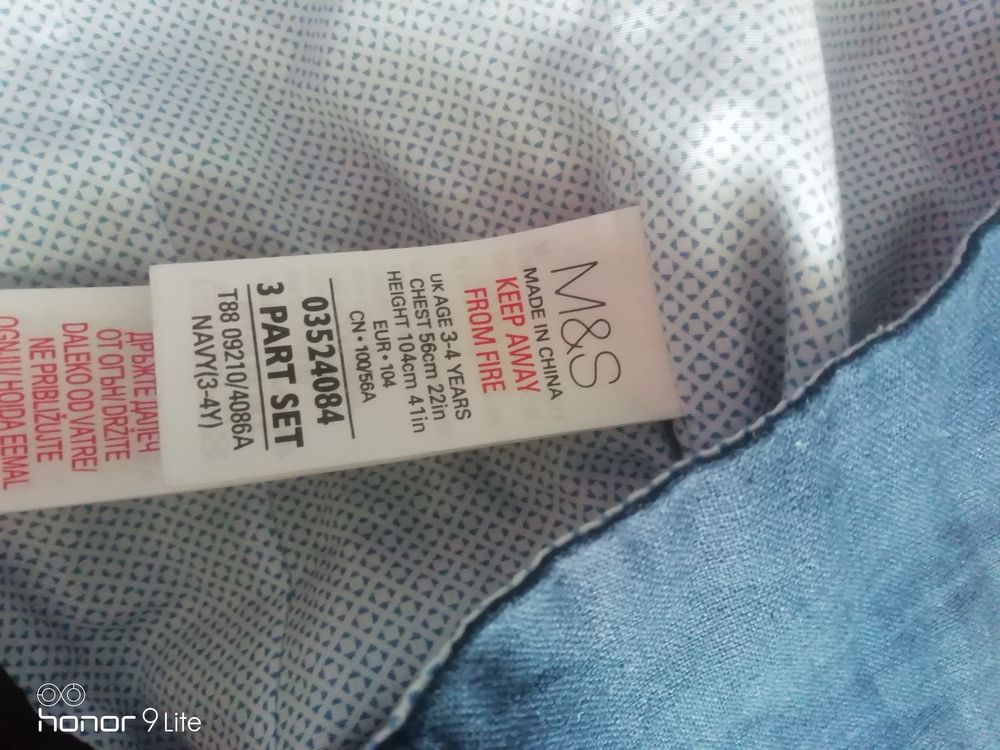 M&S
MADE IN CHINA
KEEP AWAY
FROM FIRE
UK AGE 3-4 YEARS
CHEST 56cm 22in
HEIGHT 104cm 41in
EUR • 104
CN • 100/56A
03524084
3 PART SET
T88 09210/4086A
NAVY(3-4Y)
ДРЪЖТЕ ДАЛЕЧ
ОТ ОГЪН/ DRŽITE
DALEKO OD VATRE/
NEPRIBLIŽUJTE
OGNJU/ HOIDA EEMAL
honor 9 Lite